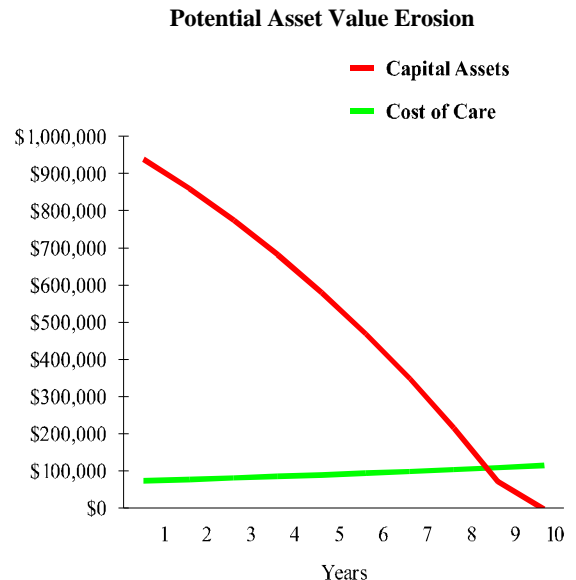 Potential Asset Value Erosion
Capital Assets
Cost of Care
$1,000,000
$900,000
$800,000
$700,000
$600,000
$500,000
$400,000
$300,000
$200,000
$100,000
$0
1 2 3 4 5 6 7 8 9 10
Years